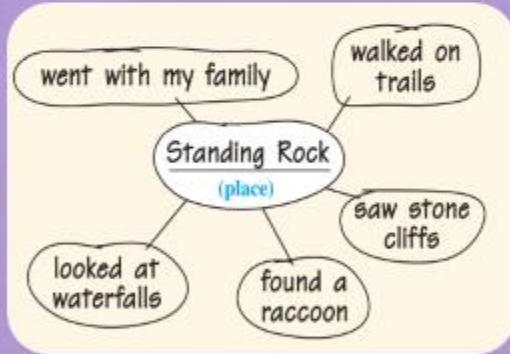 went with my family
walked on
trails
Standing Rock
(place)
saw stone
cliffs
looked at
waterfalls
found a
raccoon